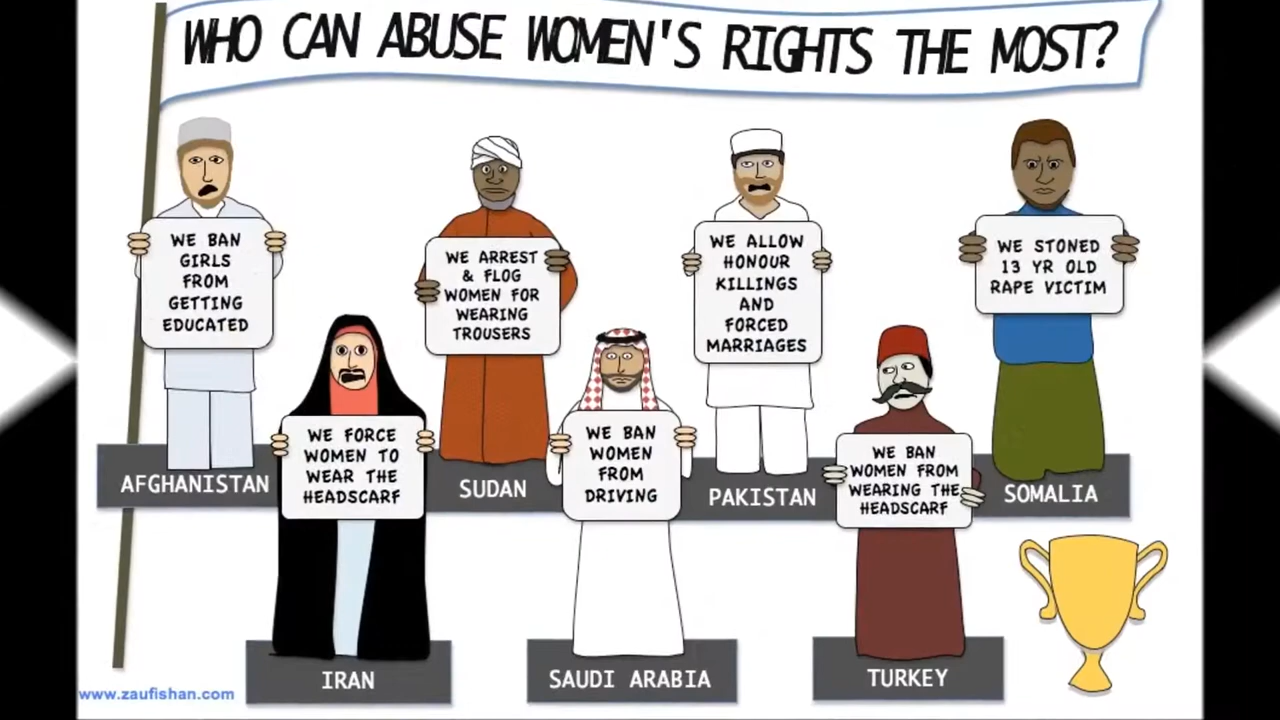 WHO CAN ABUSE WOMEN'S RIGHTS THE MOST?
WE BAN
GIRLS
FROM
GETTING
EDUCATED
WE ARREST
& FLOG
WOMEN FOR
WEARING
TROUSERS
WE ALLOW
HONOUR
KILLINGS
AND
FORCED
MARRIAGES
WE STONED
13 YR OLD
RAPE VICTIM
WE FORCE
WOMEN TO
WEAR THE
HEADSCARF
WE BAN
WOMEN
FROM
DRIVING
WE BAN
WOMEN FROM
WEARING THE
HEADSCARF
AFGHANISTAN
SUDAN
PAKISTAN
SOMALIA
IRAN
SAUDI ARABIA
TURKEY
www.zaufishan.com